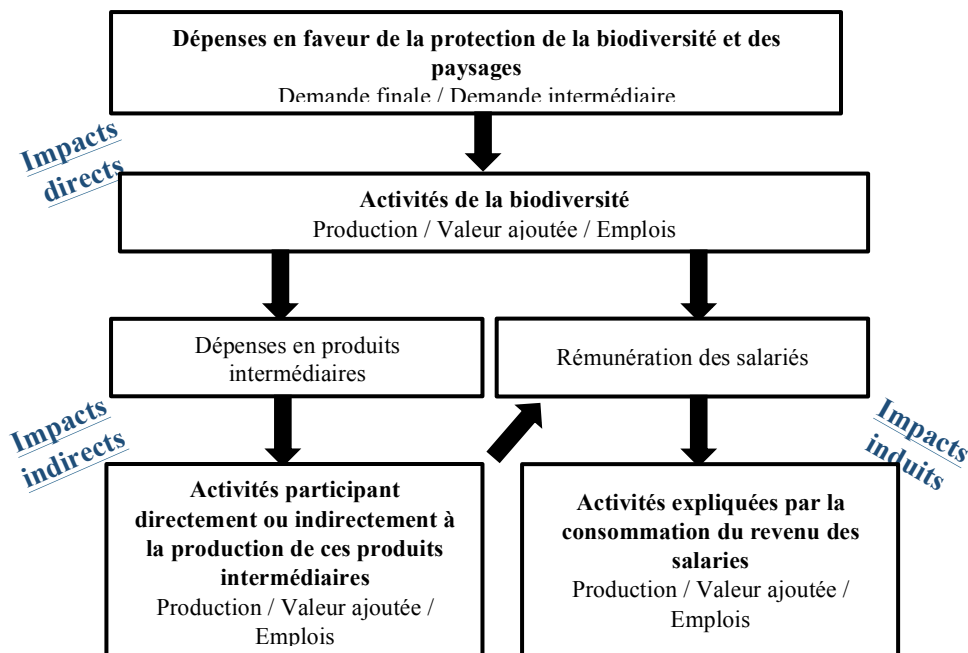 Dépenses en faveur de la protection de la biodiversité et des
paysages
Demande finale / Demande intermédiaire
Impacts
directs
Activités de la biodiversité
Production / Valeur ajoutée / Emplois
Dépenses en produits
intermédiaires
Rémunération des salariés
Impacts
indirects
Impacts
induits
Activités participant
directement ou indirectement à
la production de ces produits
intermédiaires
Production / Valeur ajoutée /
Emplois
Activités expliquées par la
consommation du revenu des
salaries
Production / Valeur ajoutée /
Emplois